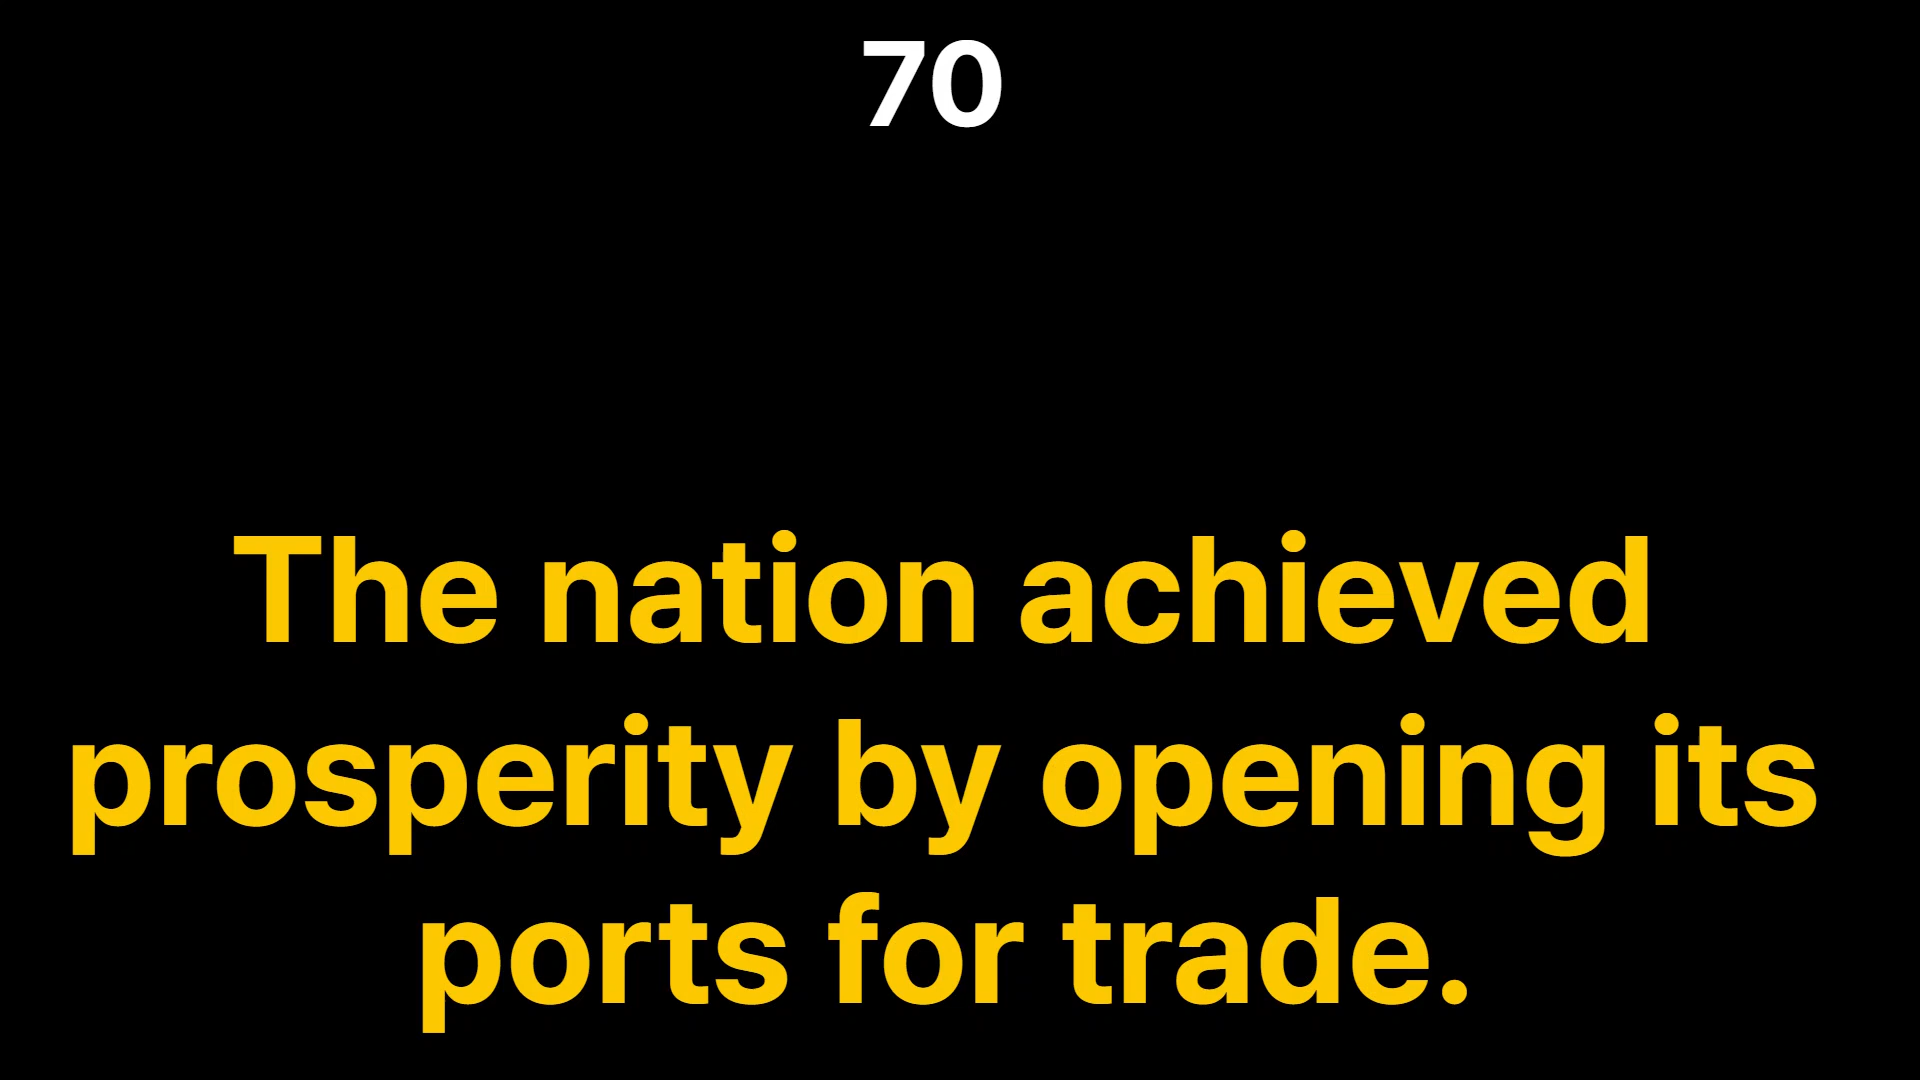 70
The nation achieved
prosperity by opening its
ports for trade.